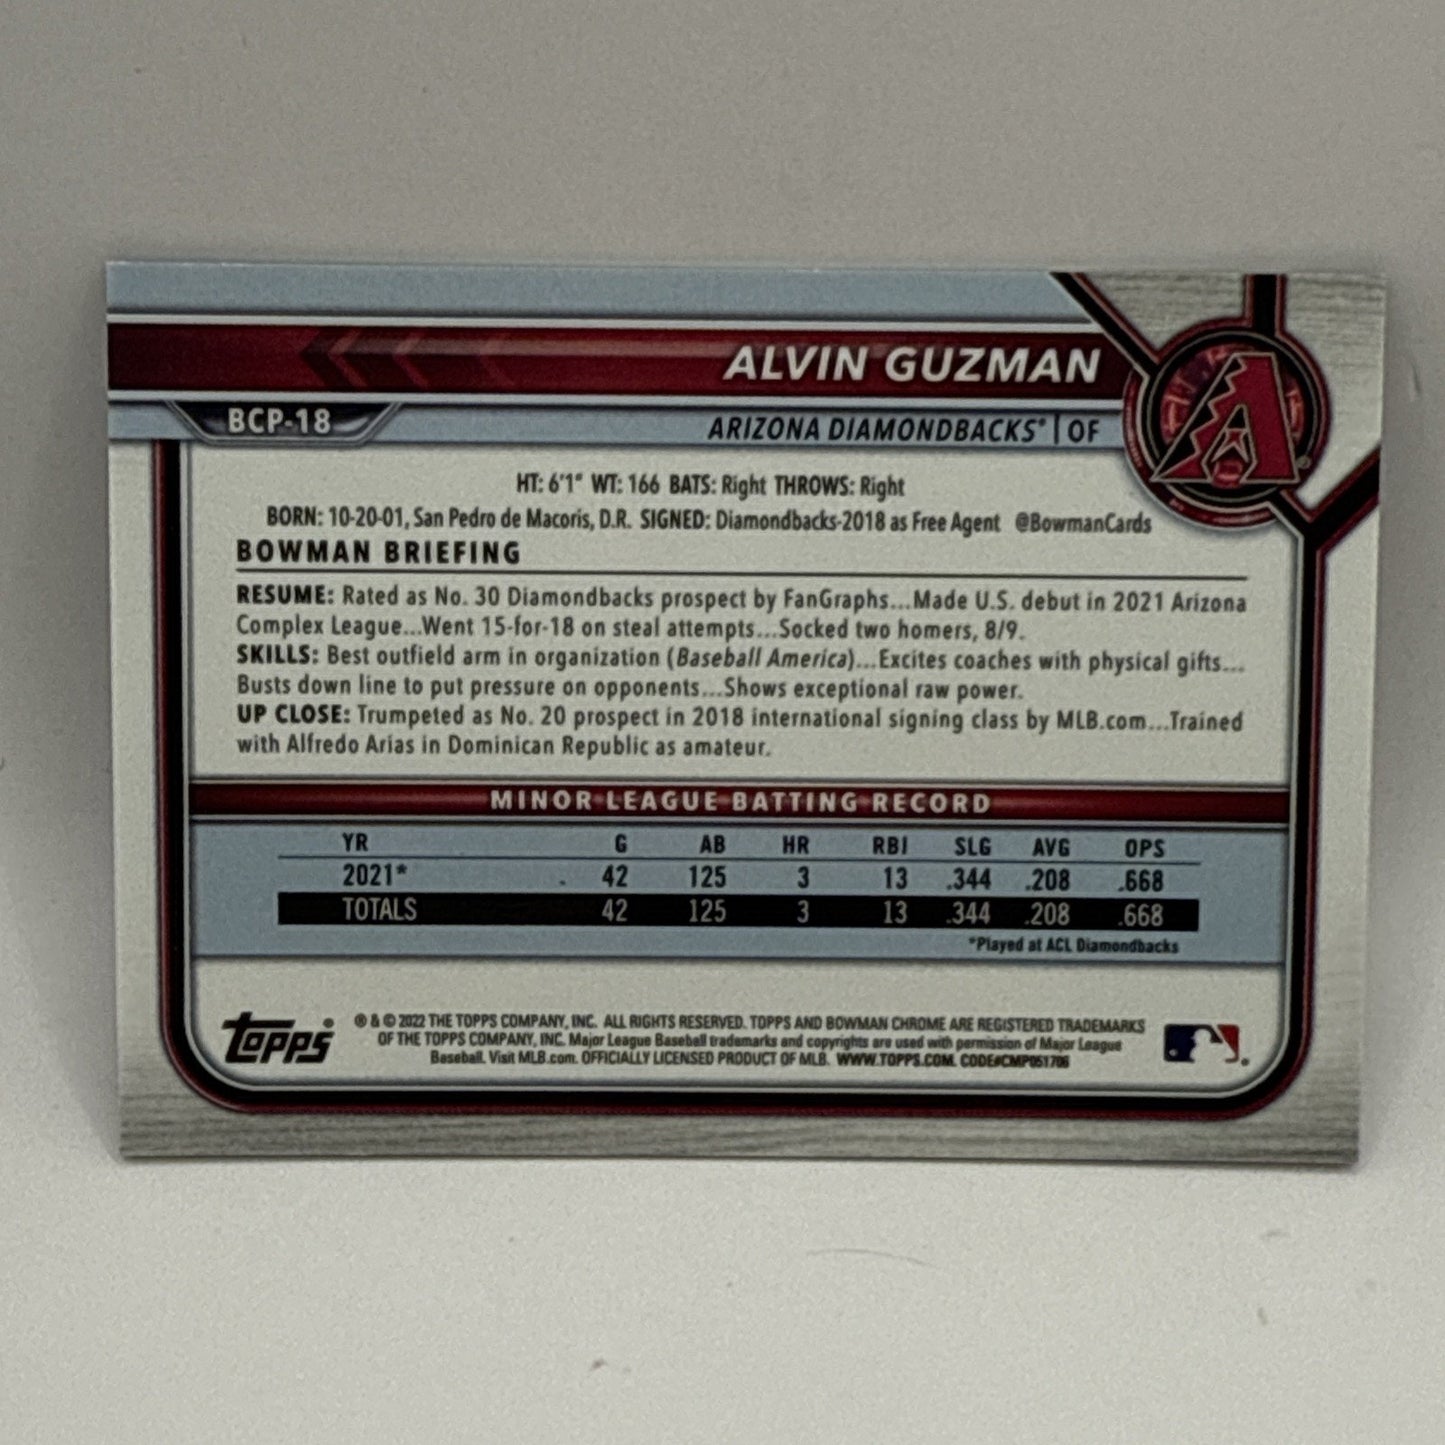 ALVIN GUZMAN
BCP-18
ARIZONA DIAMONDBACKS® | OF
HT: 6'1" WT: 166 BATS: Right THROWS: Right
BORN: 10-20-01, San Pedro de Macoris, D.R. SIGNED: Diamondbacks-2018 as Free Agent @BowmanCards
BOWMAN BRIEFING
RESUME: Rated as No. 30 Diamondbacks prospect by FanGraphs...Made U.S. debut in 2021 Arizona
Complex League...Went 15-for-18 on steal attempts...Socked two homers, 8/9.
SKILLS: Best outfield arm in organization (Baseball America)...Excites coaches with physical gifts...
Busts down line to put pressure on opponents...Shows exceptional raw power.
UP CLOSE: Trumpeted as No. 20 prospect in 2018 international signing class by MLB.com...Trained
with Alfredo Arias in Dominican Republic as amateur.
MINOR LEAGUE BATTING RECORD
YR G AB HR RBI SLG AVG OPS
2021* 42 125 3 13 .344 .208 .668
TOTALS 42 125 3 13 .344 .208 .668
*Played at ACL Diamondbacks
topps
® & © 2022 THE TOPPS COMPANY, INC. ALL RIGHTS RESERVED. TOPPS AND BOWMAN CHROME ARE REGISTERED TRADEMARKS
OF THE TOPPS COMPANY, INC. Major League Baseball trademarks and copyrights are used with permission of Major League
Baseball. Visit MLB.com. OFFICIALLY LICENSED PRODUCT OF MLB. WWW.TOPPS.COM. CODE#CMP051706